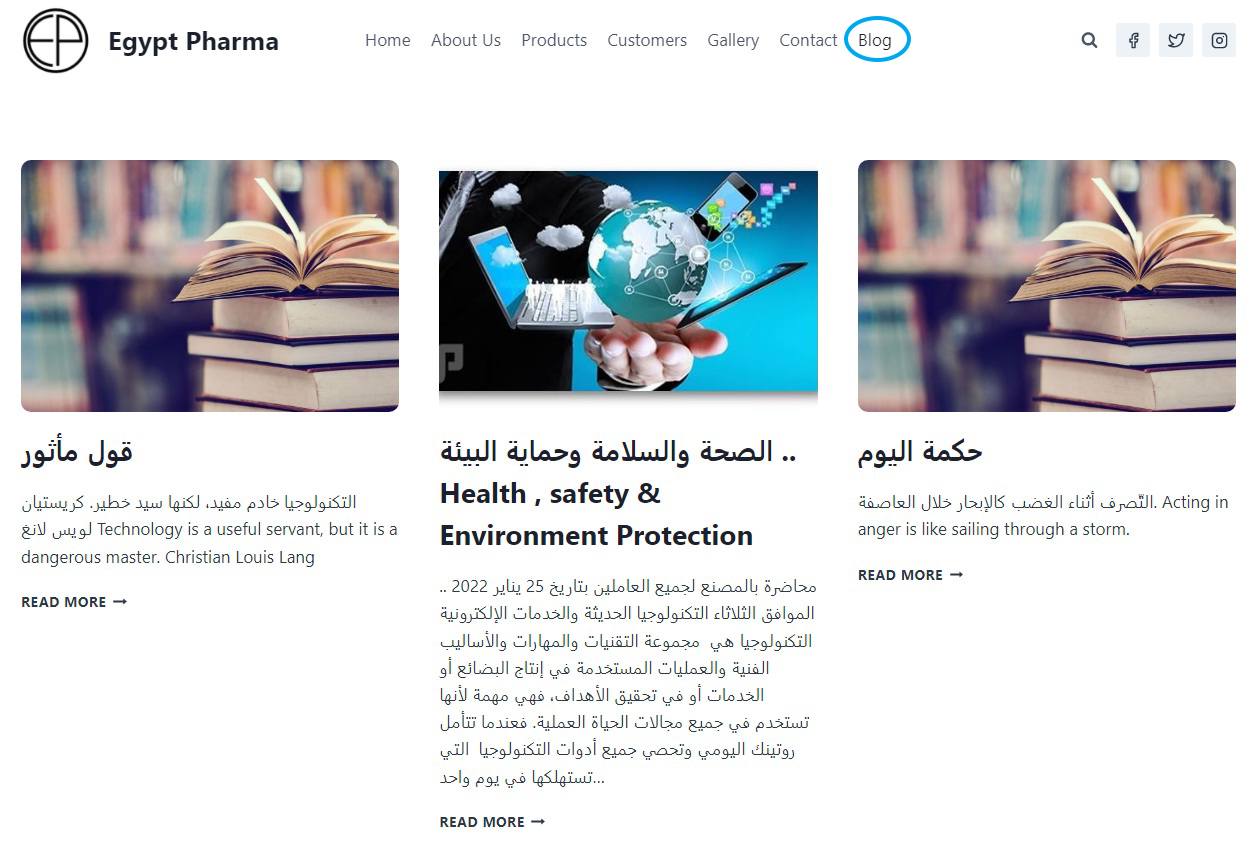 Egypt Pharma
Home About Us Products Customers Gallery Contact Blog
قول مأثور
التكنولوجيا خادم مفيد، لكنها سيد خطير. كريستيان
لويس لانغ Technology is a useful servant, but it is a
dangerous master. Christian Louis Lang
READ MORE
الصحة والسلامة وحماية البيئة ..
Health , safety &
Environment Protection
محاضرة بالمصنع لجميع العاملين بتاريخ 25 يناير 2022 ..
الموافق الثلاثاء التكنولوجيا الحديثة والخدمات الإلكترونية
التكنولوجيا هي مجموعة التقنيات والمهارات والأساليب
الفنية والعمليات المستخدمة في إنتاج البضائع أو
الخدمات أو في تحقيق الأهداف، فهي مهمة لأنها
تستخدم في جميع مجالات الحياة العملية. فعندما تتأمل
روتينك اليومي وتحصي جميع أدوات التكنولوجيا التي
تستهلكها في يوم واحد...
READ MORE
حكمة اليوم
التّصرف أثناء الغضب كالإبحار خلال العاصفة. Acting in
anger is like sailing through a storm.
READ MORE